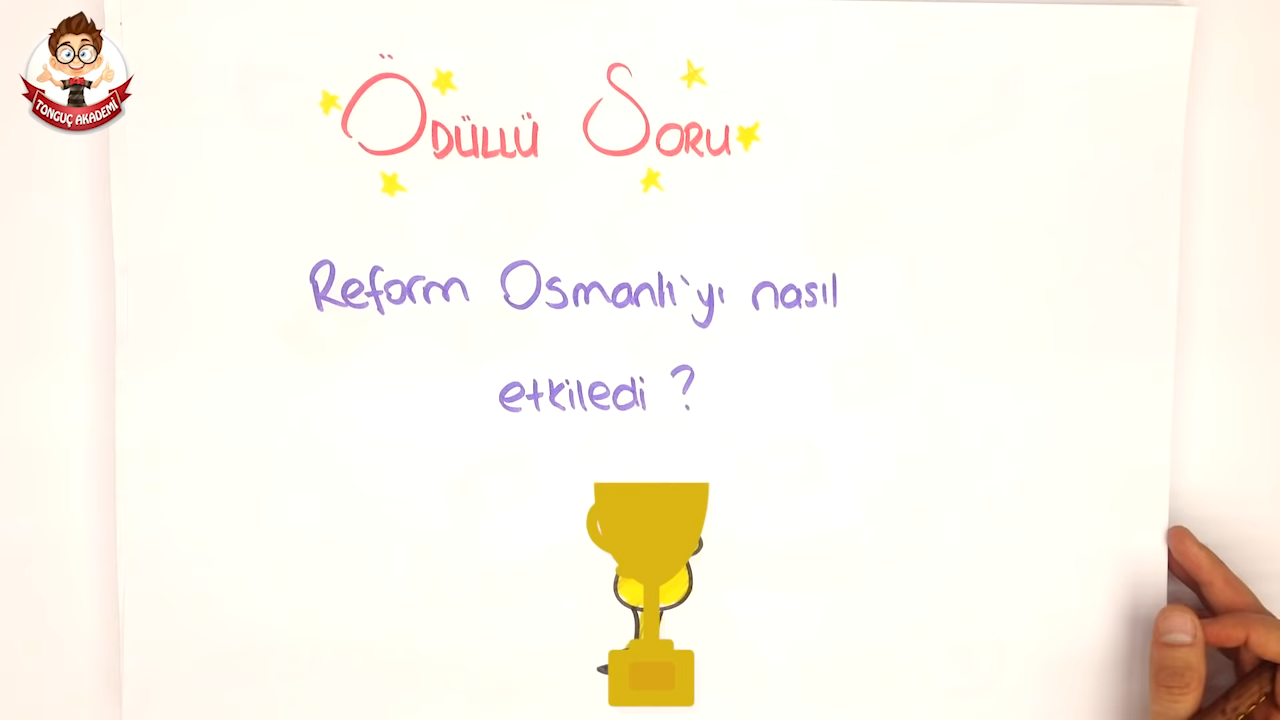 TONGUÇ AKADEMİ
ÖDÜLLÜ SORU
Reform Osmanlı'yı nasıl
etkiledi ?